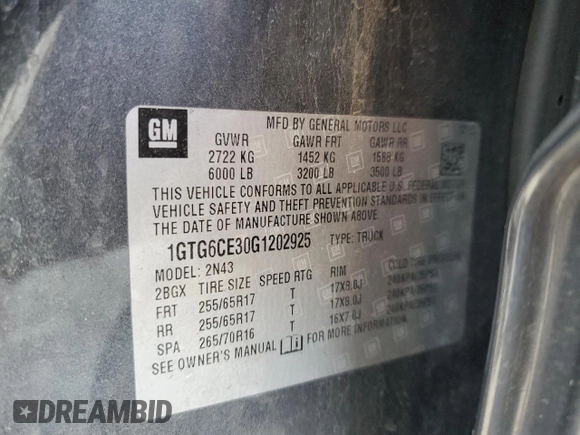 GM
MFD BY GENERAL MOTORS LLC
GVWR GAWR FRT GAWR RR
2722 KG 1452 KG 1588 KG
6000 LB 3200 LB 3500 LB
THIS VEHICLE CONFORMS TO ALL APPLICABLE U.S. FEDERAL MOTOR
VEHICLE SAFETY AND THEFT PREVENTION STANDARDS IN EFFECT ON
THE DATE OF MANUFACTURE SHOWN ABOVE.
1GTG6CE30G1202925 TYPE: TRUCK
MODEL: 2N43
2BGX TIRE SIZE SPEED RTG RIM
FRT 255/65R17 T 17X8.0J
RR 255/65R17 T 17X8.0J
SPA 265/70R16 T 16X7.0J
SEE OWNER'S MANUAL FOR MORE INFORMATION
DREAMBID